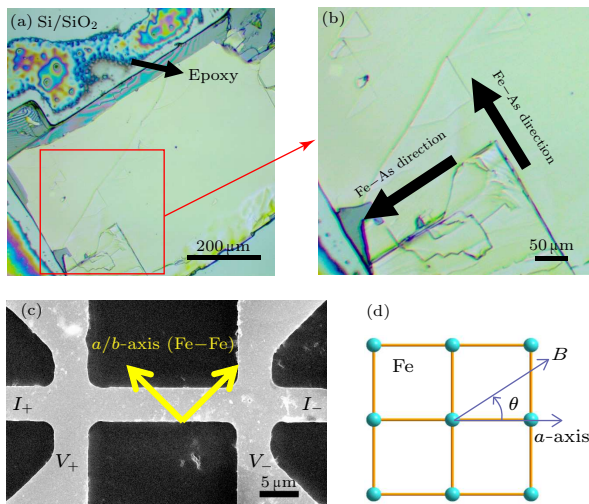 (a) Si/SiO₂
Epoxy
200 μm
(b)
Fe−As direction
Fe−As direction
50 μm
(c)
a/b-axis (Fe−Fe)
I₊
I₋
V₊
V₋
5 μm
(d)
Fe
B
θ
a-axis